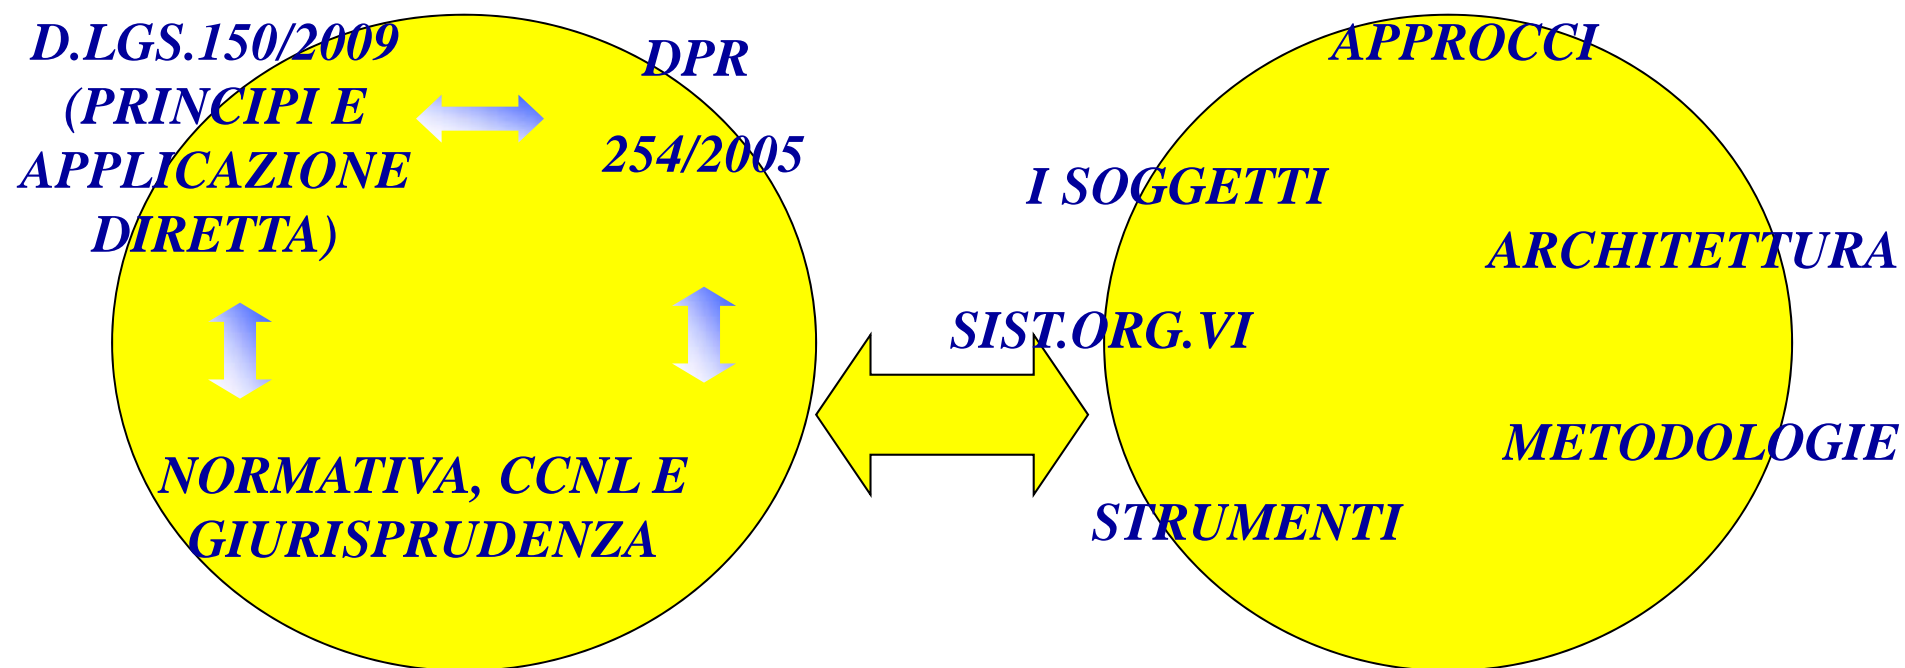 D.LGS.150/2009
(PRINCIPI E
APPLICAZIONE
DIRETTA)
DPR
254/2005
NORMATIVA, CCNL E
GIURISPRUDENZA
APPROCCI
I SOGGETTI
ARCHITETTURA
SIST.ORG.VI
METODOLOGIE
STRUMENTI